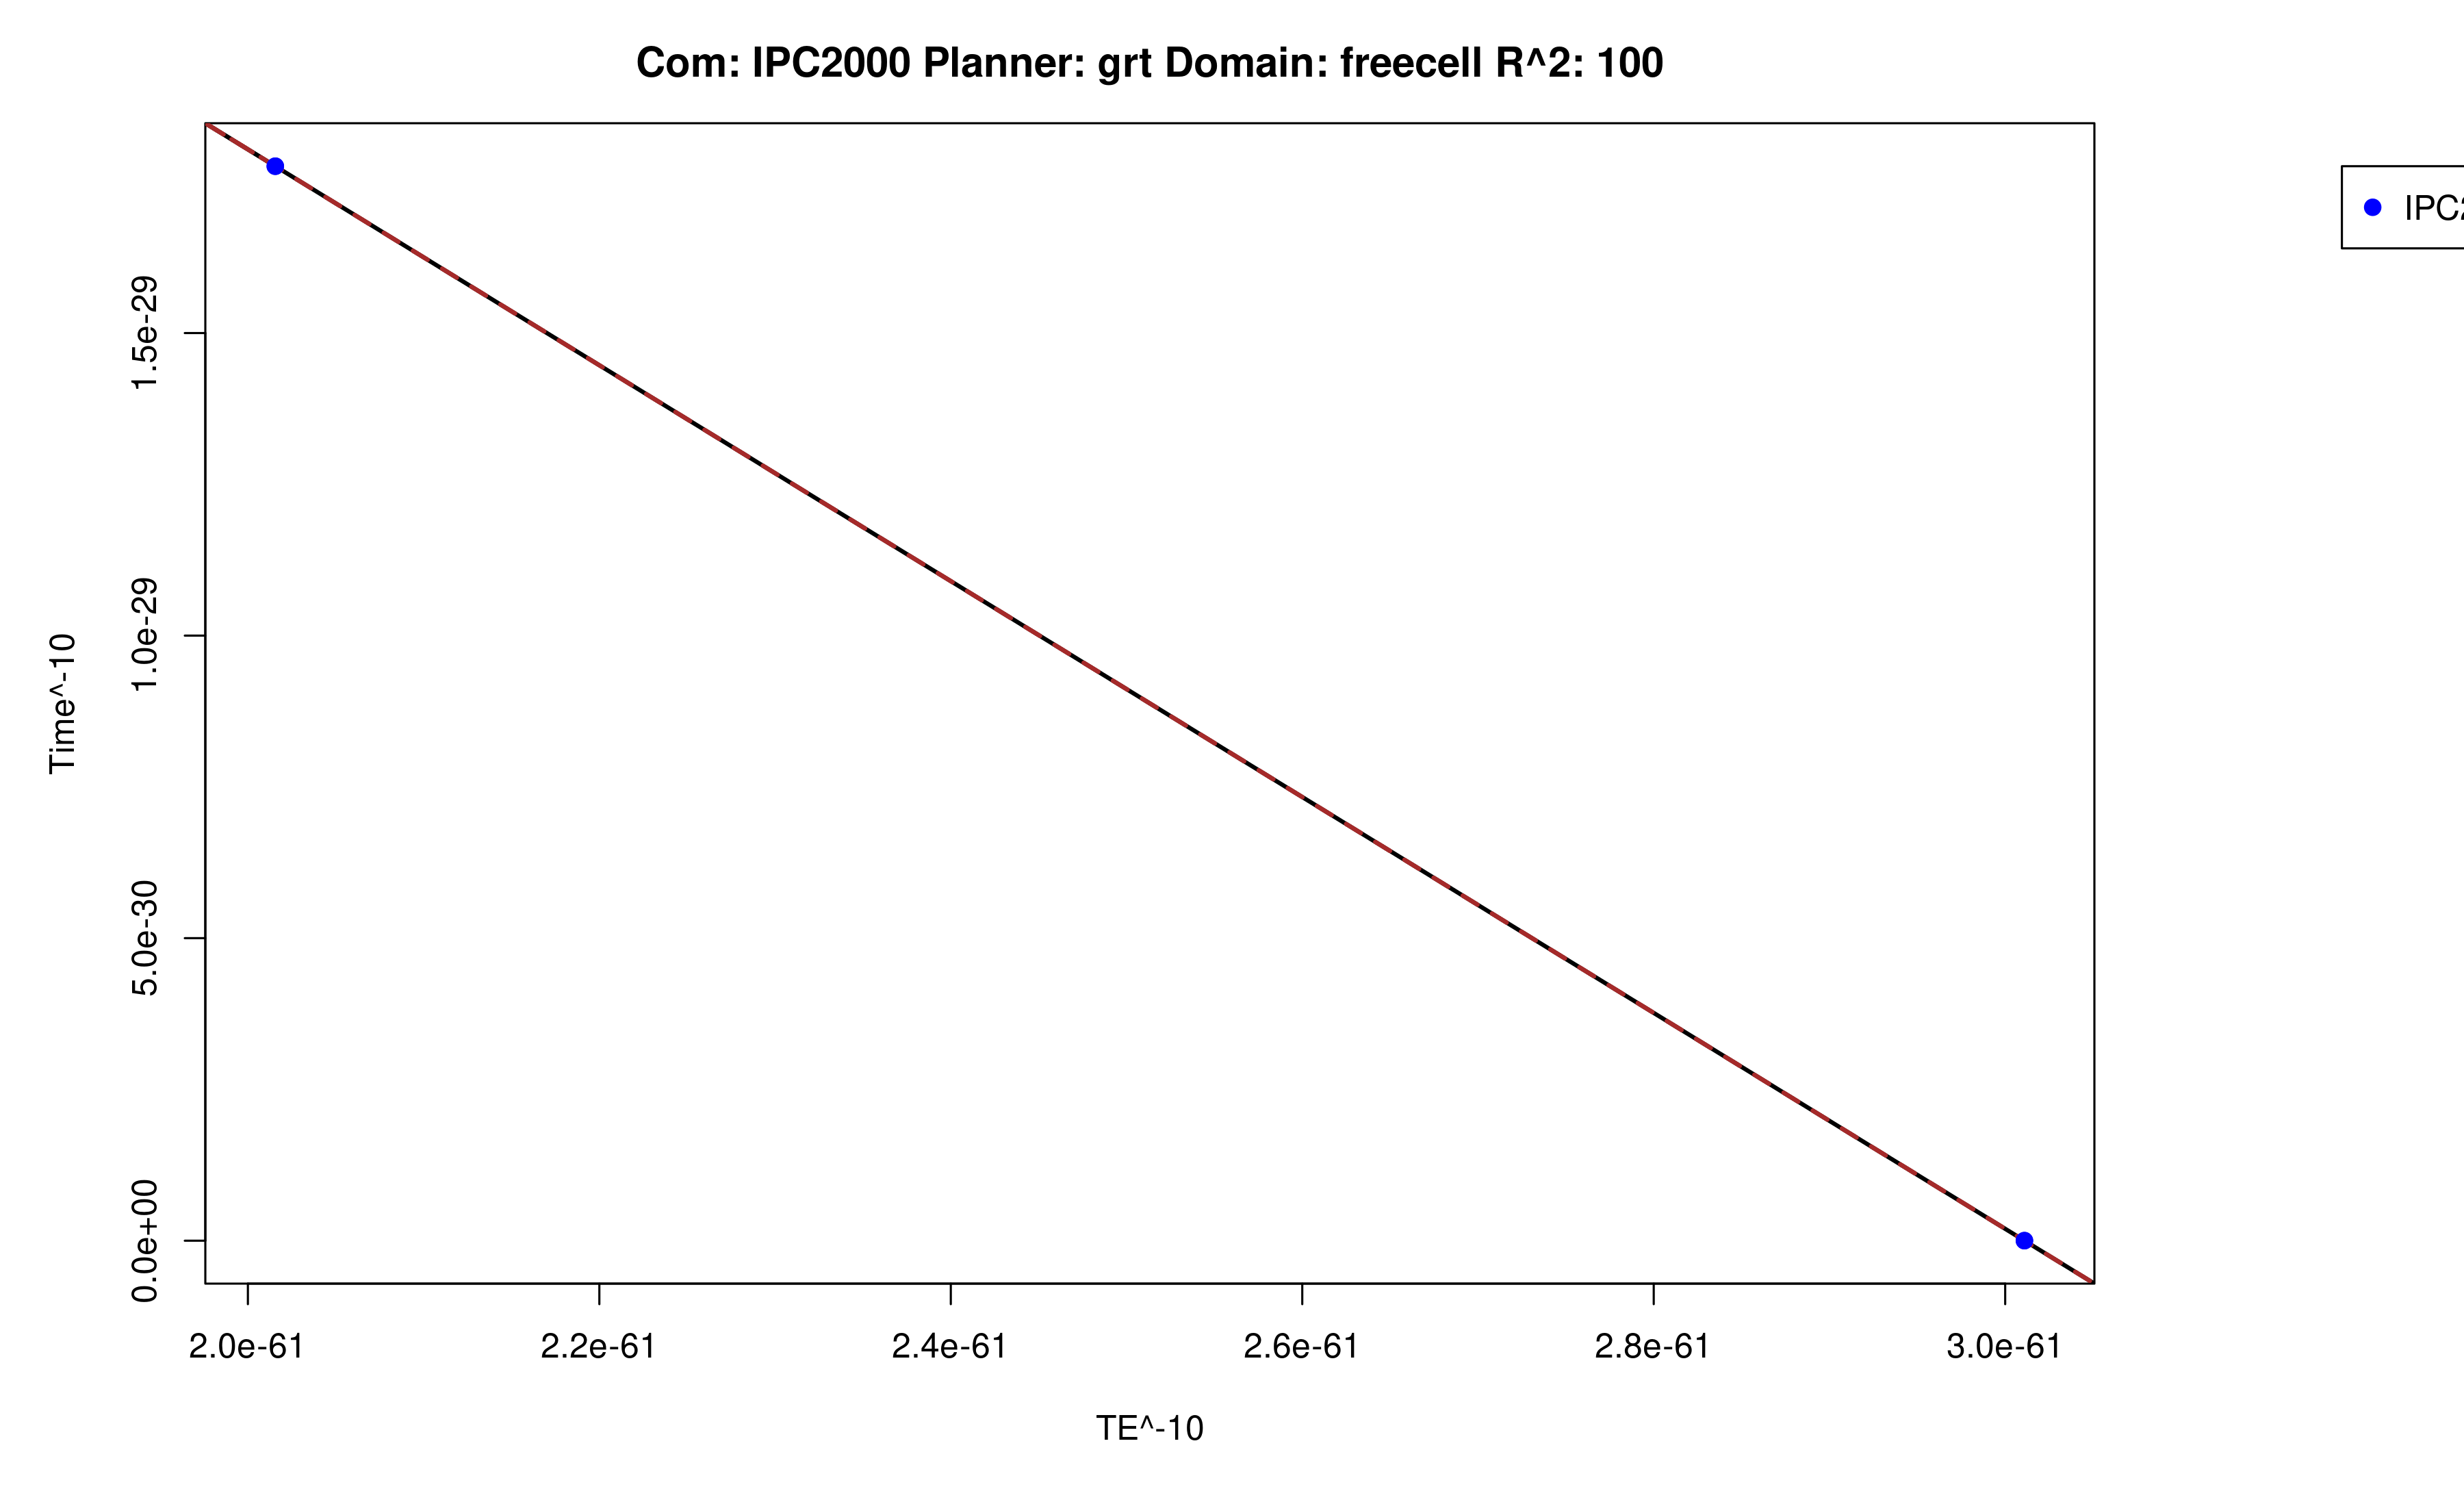 Com: IPC2000 Planner: grt Domain: freecell R^2: 100
IPC2
Time^-10
1.5e-29
1.0e-29
5.0e-30
0.0e+00
2.0e-61 2.2e-61 2.4e-61 2.6e-61 2.8e-61 3.0e-61
TE^-10